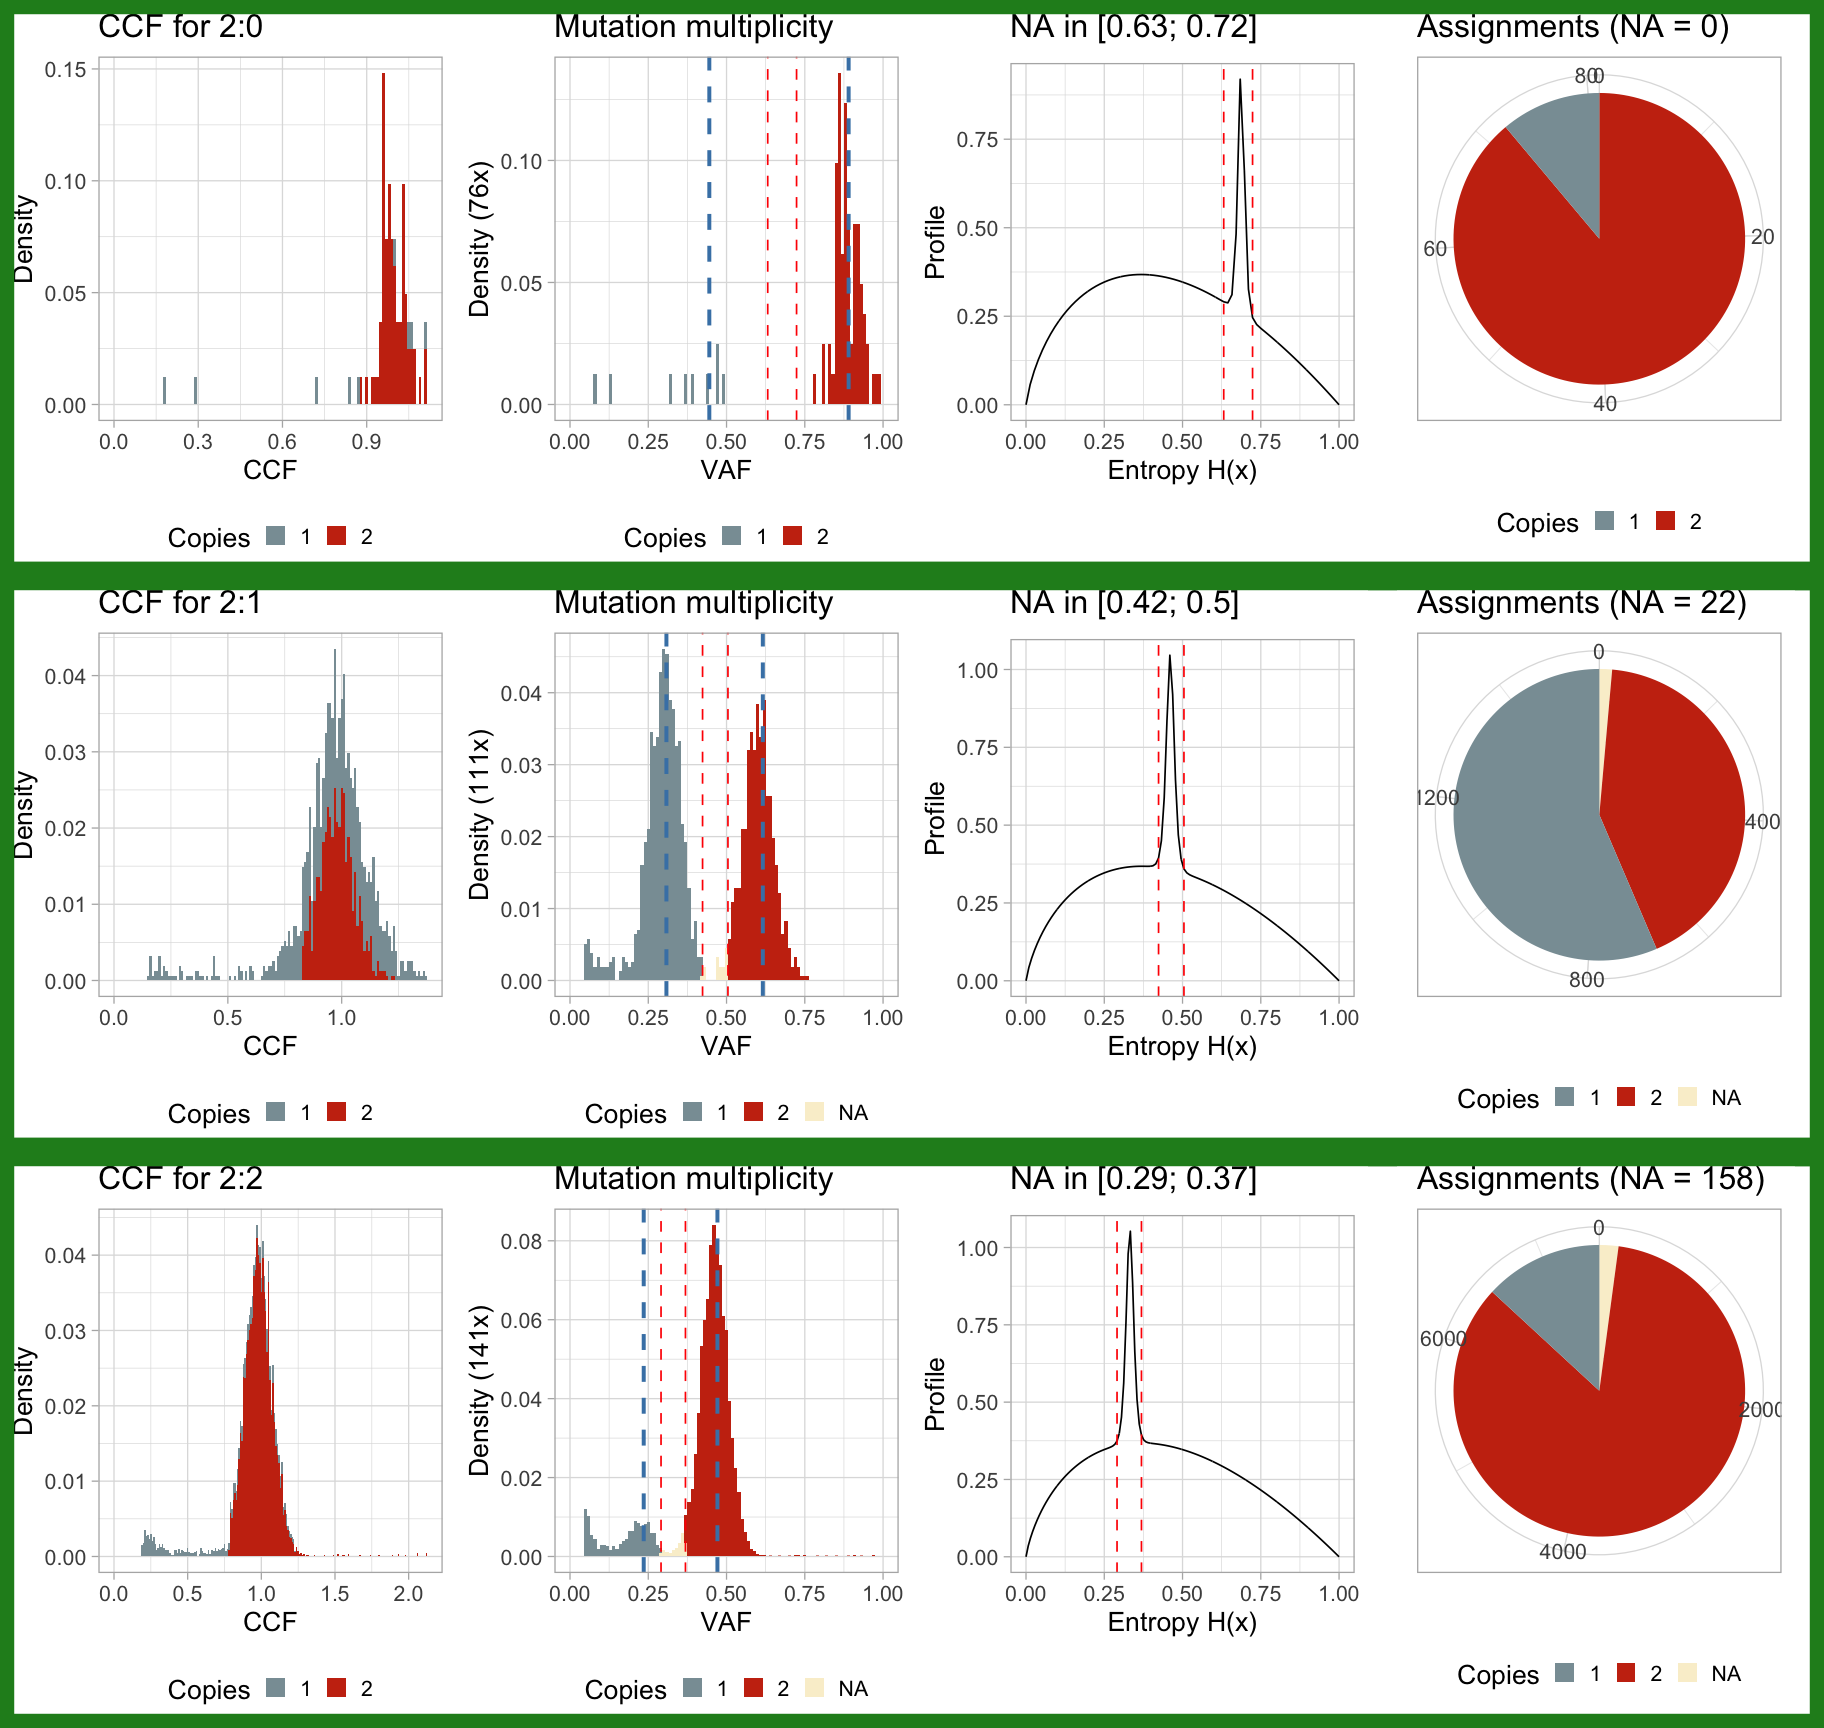 CCF for 2:0
Mutation multiplicity
NA in [0.63; 0.72]
Assignments (NA = 0)
Density
0.15
0.10
0.05
0.00
0.0 0.3 0.6 0.9
CCF
Copies 1 2
Density (76x)
0.10
0.05
0.00
0.00 0.25 0.50 0.75 1.00
VAF
Copies 1 2
Profile
0.75
0.50
0.25
0.00
0.00 0.25 0.50 0.75 1.00
Entropy H(x)
80 0
20
40
60
Copies 1 2
CCF for 2:1
Mutation multiplicity
NA in [0.42; 0.5]
Assignments (NA = 22)
Density
0.04
0.03
0.02
0.01
0.00
0.0 0.5 1.0
CCF
Copies 1 2
Density (111x)
0.04
0.03
0.02
0.01
0.00
0.00 0.25 0.50 0.75 1.00
VAF
Copies 1 2 NA
Profile
1.00
0.75
0.50
0.25
0.00
0.00 0.25 0.50 0.75 1.00
Entropy H(x)
0
400
800
1200
Copies 1 2 NA
CCF for 2:2
Mutation multiplicity
NA in [0.29; 0.37]
Assignments (NA = 158)
Density
0.04
0.03
0.02
0.01
0.00
0.0 0.5 1.0 1.5 2.0
CCF
Copies 1 2
Density (141x)
0.08
0.06
0.04
0.02
0.00
0.00 0.25 0.50 0.75 1.00
VAF
Copies 1 2 NA
Profile
1.00
0.75
0.50
0.25
0.00
0.00 0.25 0.50 0.75 1.00
Entropy H(x)
0
2000
4000
6000
Copies 1 2 NA